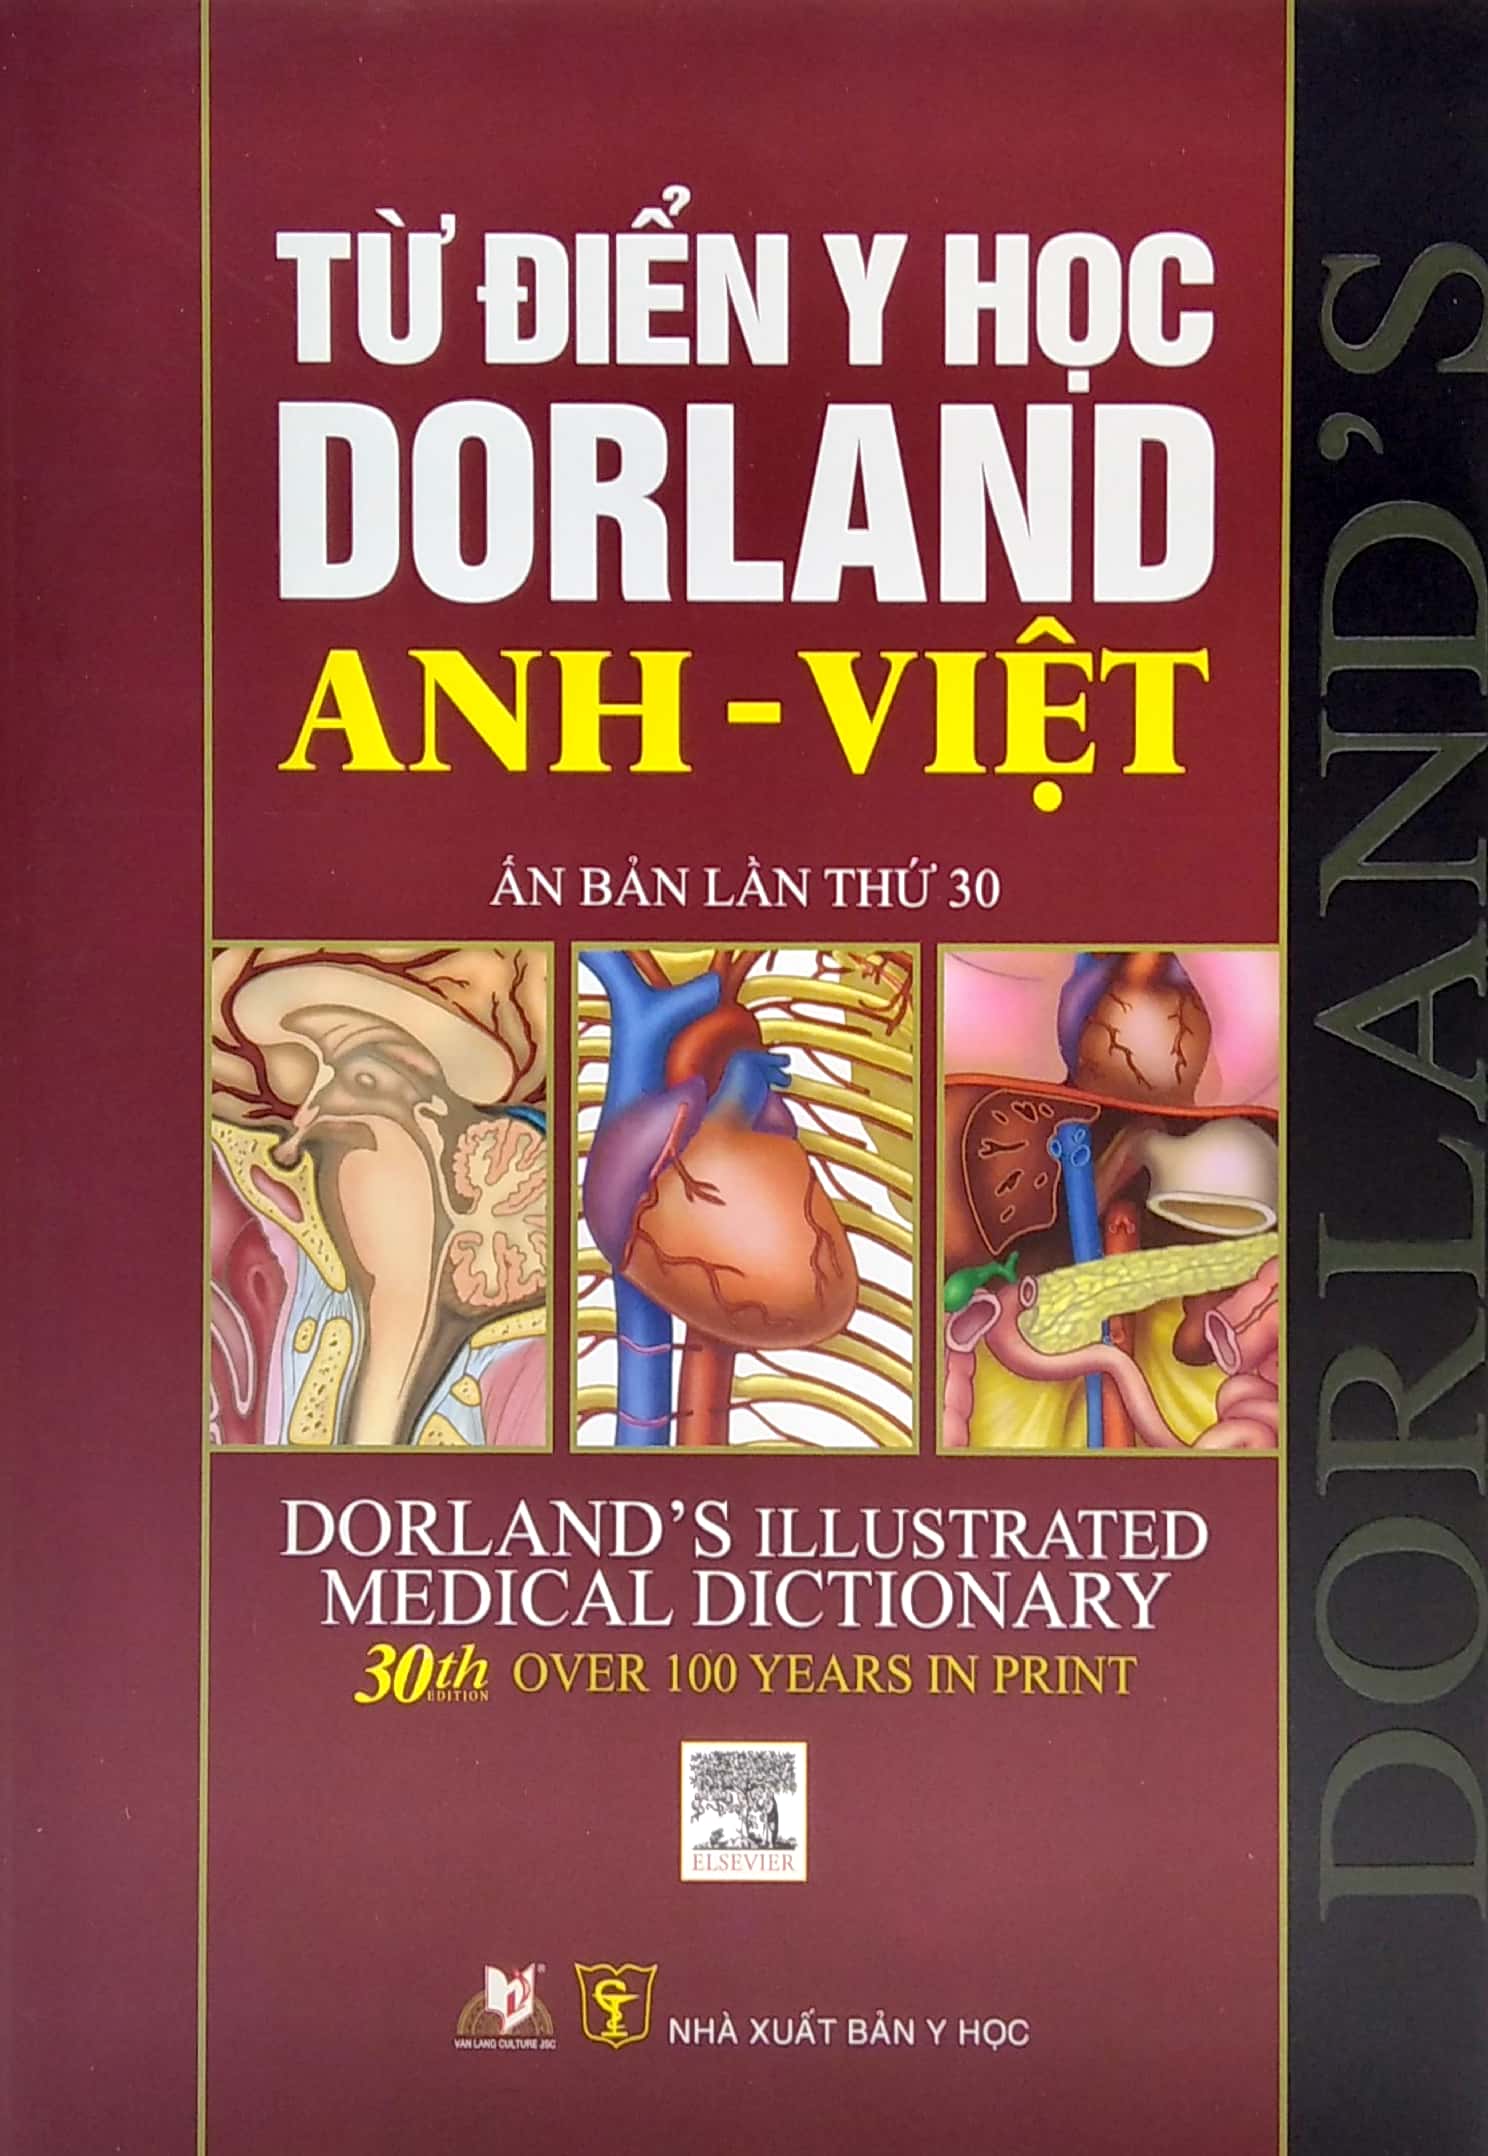 TỪ ĐIỂN Y HỌC
DORLAND
ANH - VIỆT
ẤN BẢN LẦN THỨ 30
DORLAND'S ILLUSTRATED
MEDICAL DICTIONARY
30th EDITION OVER 100 YEARS IN PRINT
ELSEVIER
VAN LANG CULTURE JSC
NHÀ XUẤT BẢN Y HỌC
DORLAND'S